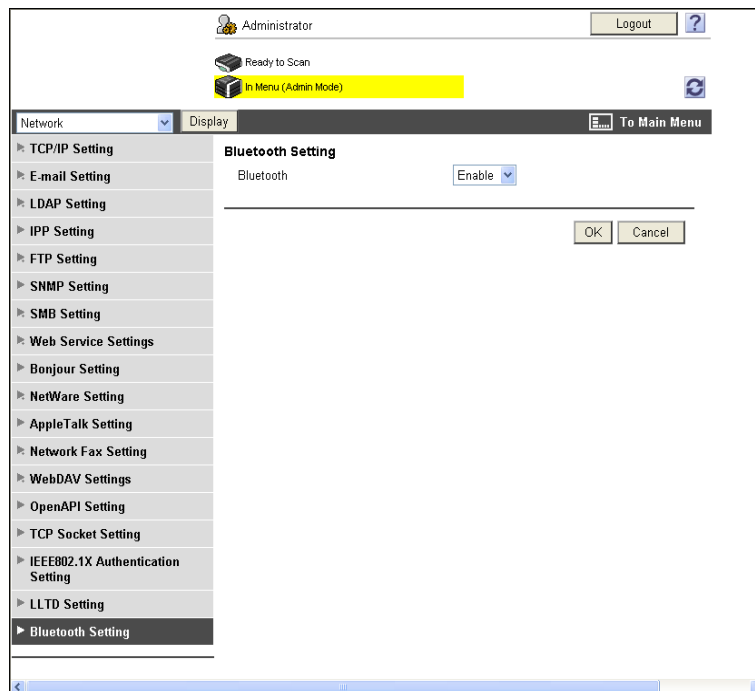 Administrator
Logout
?
Ready to Scan
In Menu (Admin Mode)
Network
Display
To Main Menu
TCP/IP Setting
E-mail Setting
LDAP Setting
IPP Setting
FTP Setting
SNMP Setting
SMB Setting
Web Service Settings
Bonjour Setting
NetWare Setting
AppleTalk Setting
Network Fax Setting
WebDAV Settings
OpenAPI Setting
TCP Socket Setting
IEEE802.1X Authentication
Setting
LLTD Setting
Bluetooth Setting
Bluetooth Setting
Bluetooth
Enable
OK
Cancel